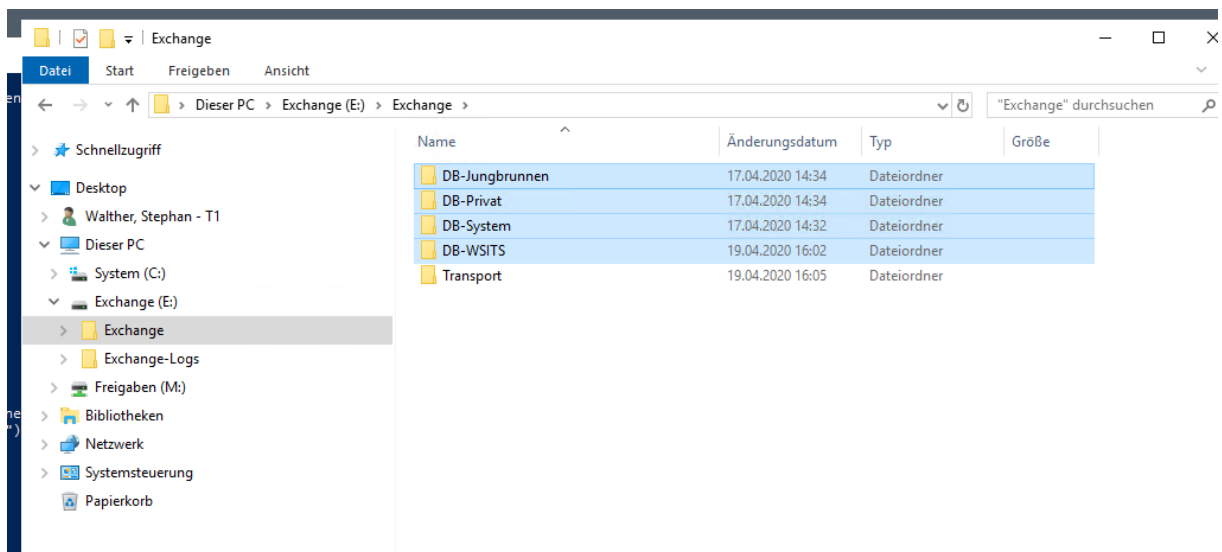 Exchange
Datei Start Freigeben Ansicht
en
Dieser PC Exchange (E:) Exchange
"Exchange" durchsuchen
Name Änderungsdatum Typ Größe
Schnellzugriff
Desktop
Walther, Stephan - T1
Dieser PC
System (C:)
Exchange (E:)
Exchange
Exchange-Logs
Freigaben (M:)
Bibliotheken
Netzwerk
Systemsteuerung
Papierkorb
DB-Jungbrunnen 17.04.2020 14:34 Dateiordner
DB-Privat 17.04.2020 14:34 Dateiordner
DB-System 17.04.2020 14:32 Dateiordner
DB-WSITS 19.04.2020 16:02 Dateiordner
Transport 19.04.2020 16:05 Dateiordner
ne
")